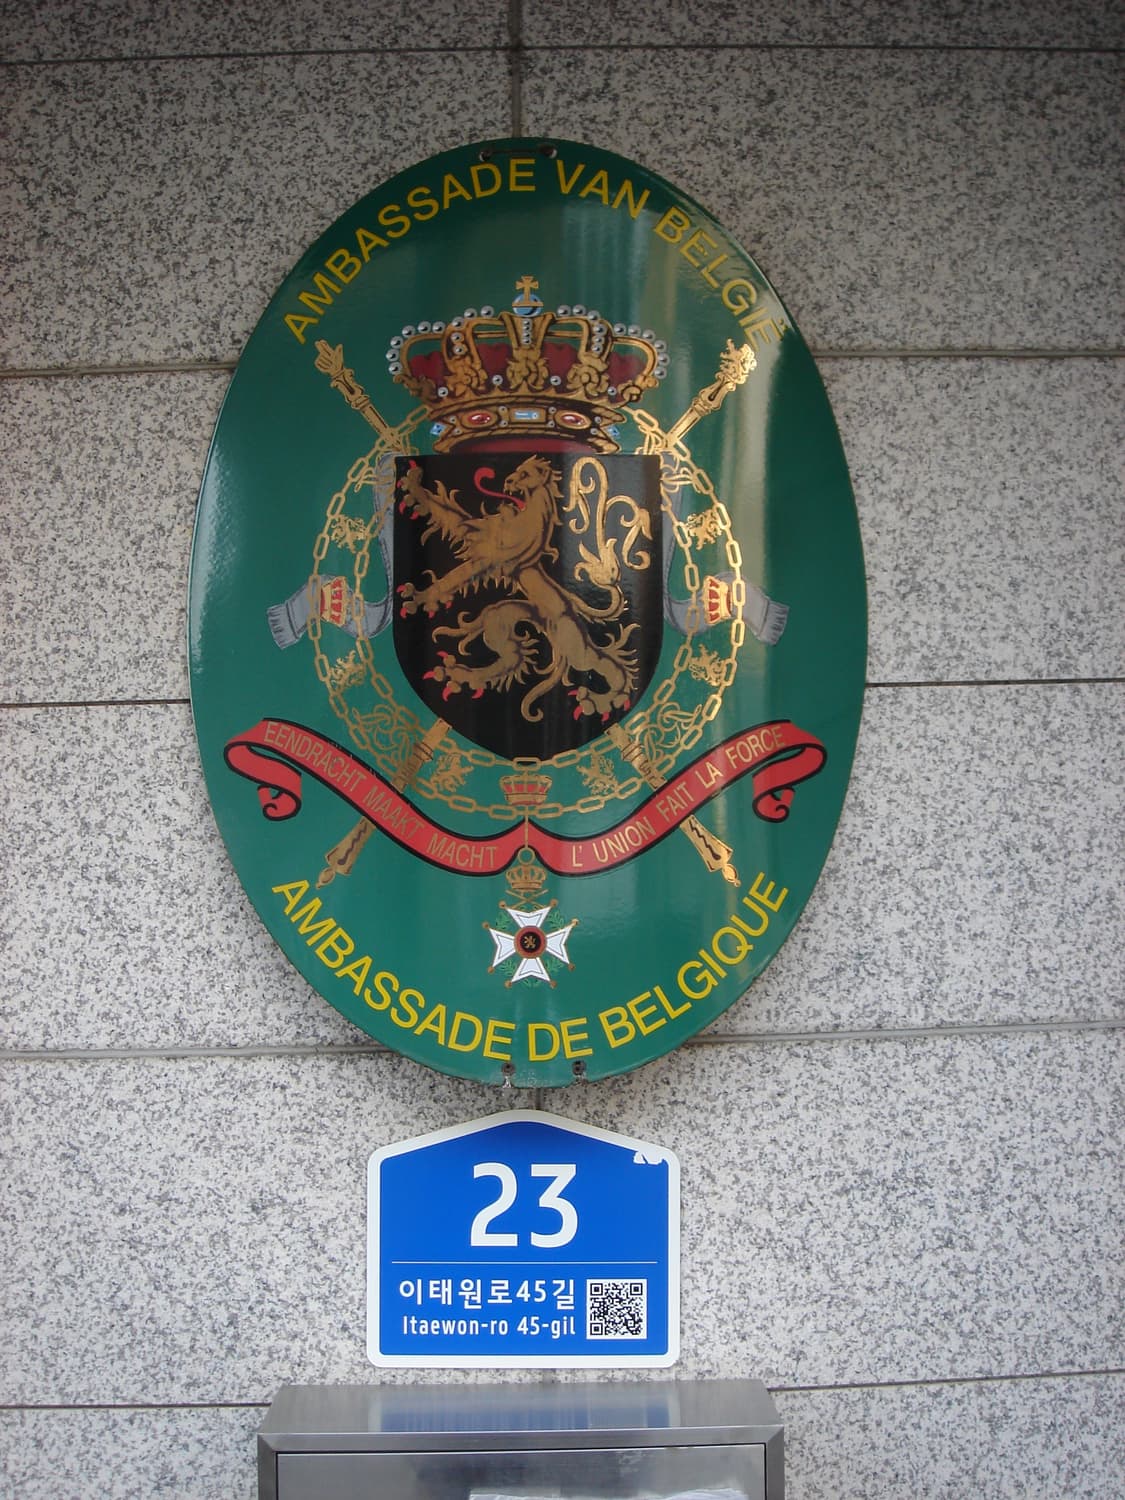 AMBASSADE VAN BELGIË
EENDRACHT MAAKT MACHT
L' UNION FAIT LA FORCE
AMBASSADE DE BELGIQUE
23
이태원로45길
Itaewon-ro 45-gil